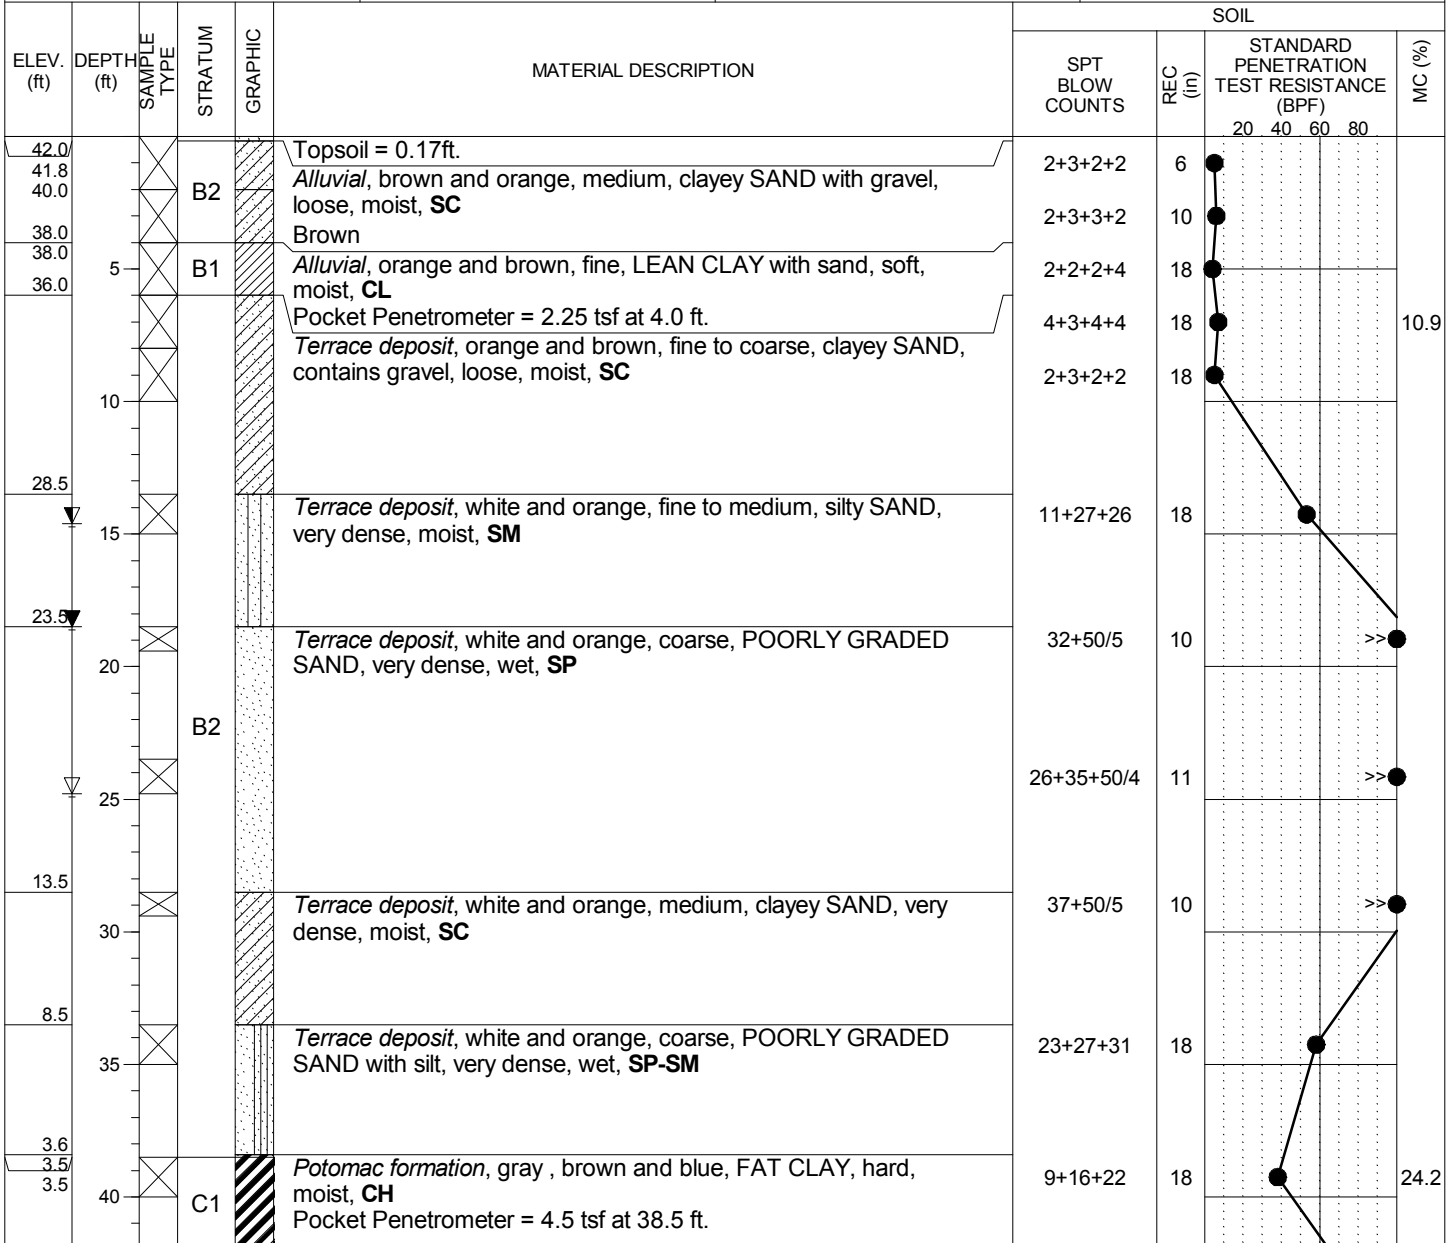 SOIL
ELEV. (ft)
DEPTH (ft)
SAMPLE TYPE
STRATUM
GRAPHIC
MATERIAL DESCRIPTION
SPT BLOW COUNTS
REC (in)
STANDARD PENETRATION TEST RESISTANCE (BPF)
20 40 60 80
MC (%)
42.0
Topsoil = 0.17ft.
2+3+2+2 6
41.8
40.0
B2
Alluvial, brown and orange, medium, clayey SAND with gravel,
loose, moist, SC
2+3+3+2 10
38.0
Brown
38.0
5
B1
Alluvial, orange and brown, fine, LEAN CLAY with sand, soft,
moist, CL
2+2+2+4 18
36.0
Pocket Penetrometer = 2.25 tsf at 4.0 ft.
4+3+4+4 18 10.9
Terrace deposit, orange and brown, fine to coarse, clayey SAND,
contains gravel, loose, moist, SC
2+3+2+2 18
10
28.5
Terrace deposit, white and orange, fine to medium, silty SAND,
very dense, moist, SM
11+27+26 18
15
23.5
Terrace deposit, white and orange, coarse, POORLY GRADED
SAND, very dense, wet, SP
32+50/5 10 >>
20
B2
26+35+50/4 11 >>
25
13.5
Terrace deposit, white and orange, medium, clayey SAND, very
dense, moist, SC
37+50/5 10 >>
30
8.5
Terrace deposit, white and orange, coarse, POORLY GRADED
SAND with silt, very dense, wet, SP-SM
23+27+31 18
35
3.6
3.5
3.5
Potomac formation, gray , brown and blue, FAT CLAY, hard,
moist, CH
9+16+22 18 24.2
40
C1
Pocket Penetrometer = 4.5 tsf at 38.5 ft.